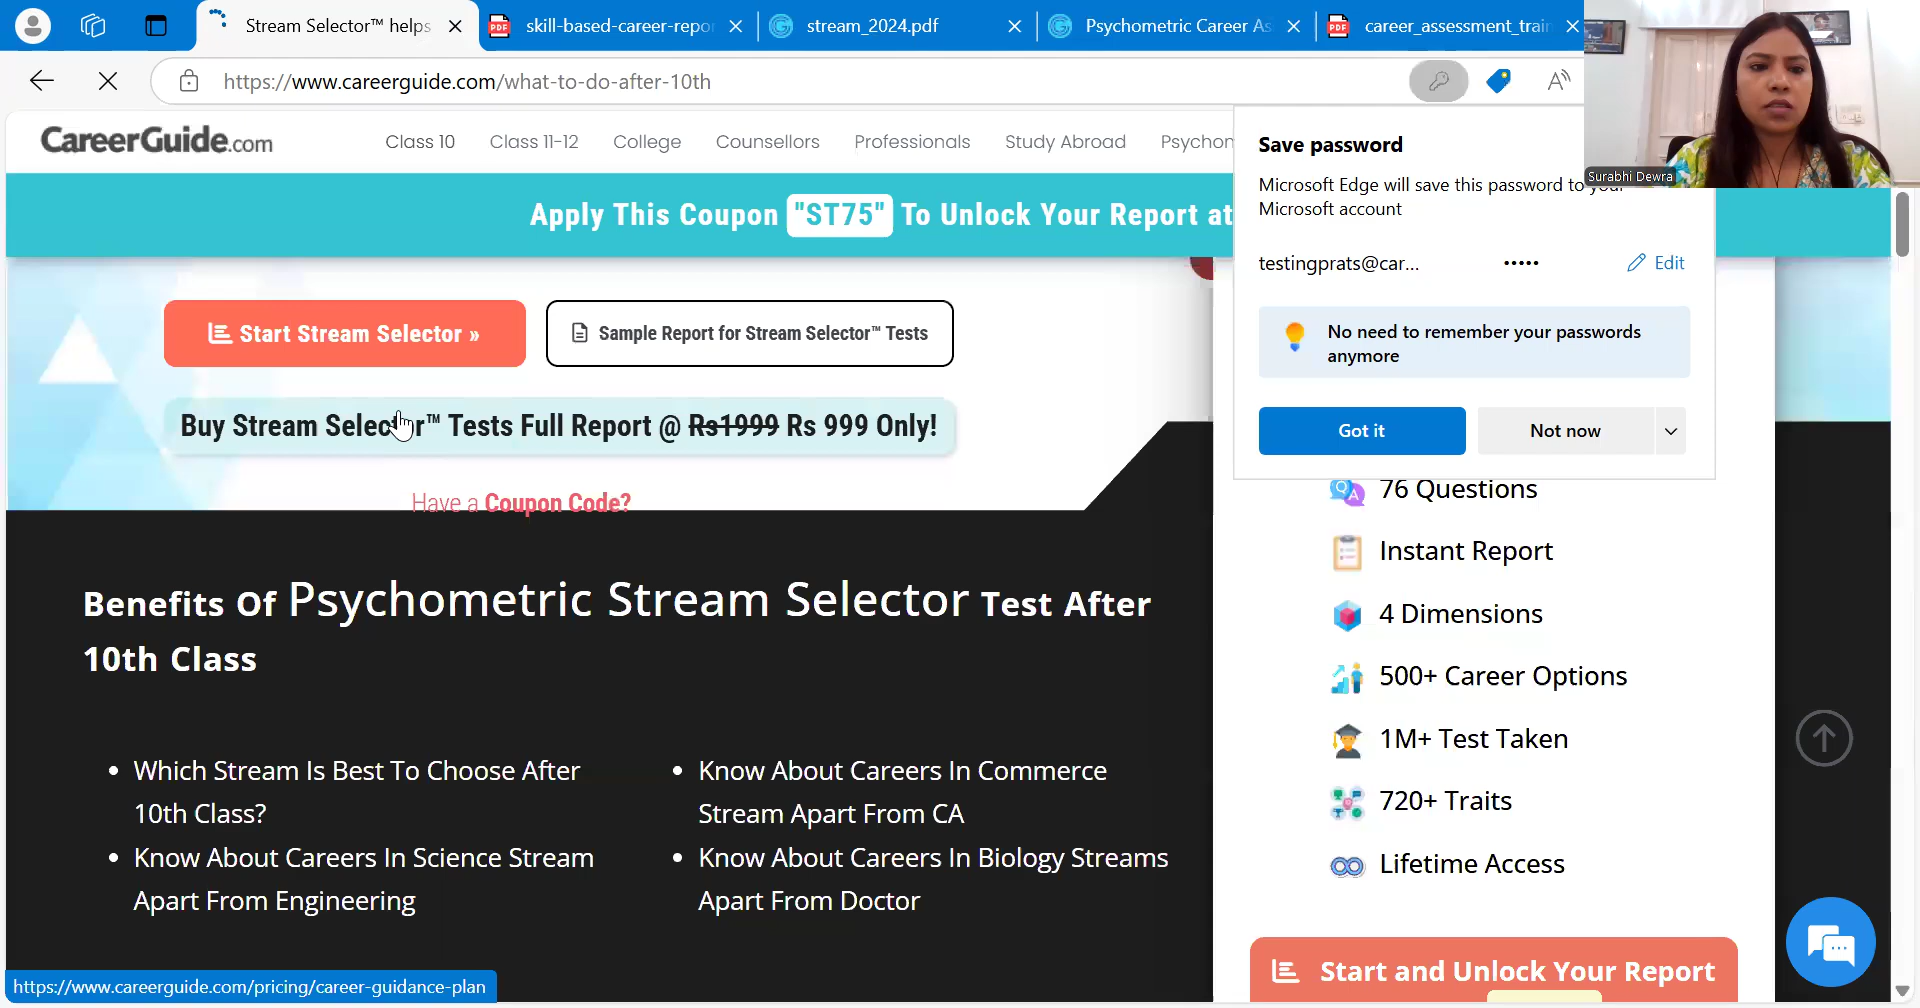 Stream Selector™ helps
skill-based-career-repor
stream_2024.pdf
Psychometric Career As
career_assessment_train
https://www.careerguide.com/what-to-do-after-10th
CareerGuide.com
Class 10
Class 11-12
College
Counsellors
Professionals
Study Abroad
Psychon
Apply This Coupon "ST75" To Unlock Your Report at
Start Stream Selector »
Sample Report for Stream Selector™ Tests
Buy Stream Selector™ Tests Full Report @ Rs1999 Rs 999 Only!
Have a Coupon Code?
Benefits Of Psychometric Stream Selector Test After
10th Class
Which Stream Is Best To Choose After
10th Class?
Know About Careers In Science Stream
Apart From Engineering
Know About Careers In Commerce
Stream Apart From CA
Know About Careers In Biology Streams
Apart From Doctor
Save password
Microsoft Edge will save this password to your
Microsoft account
testingprats@car...
•••••
Edit
No need to remember your passwords
anymore
Got it
Not now
76 Questions
Instant Report
4 Dimensions
500+ Career Options
1M+ Test Taken
720+ Traits
Lifetime Access
Start and Unlock Your Report
Surabhi Dewra
https://www.careerguide.com/pricing/career-guidance-plan